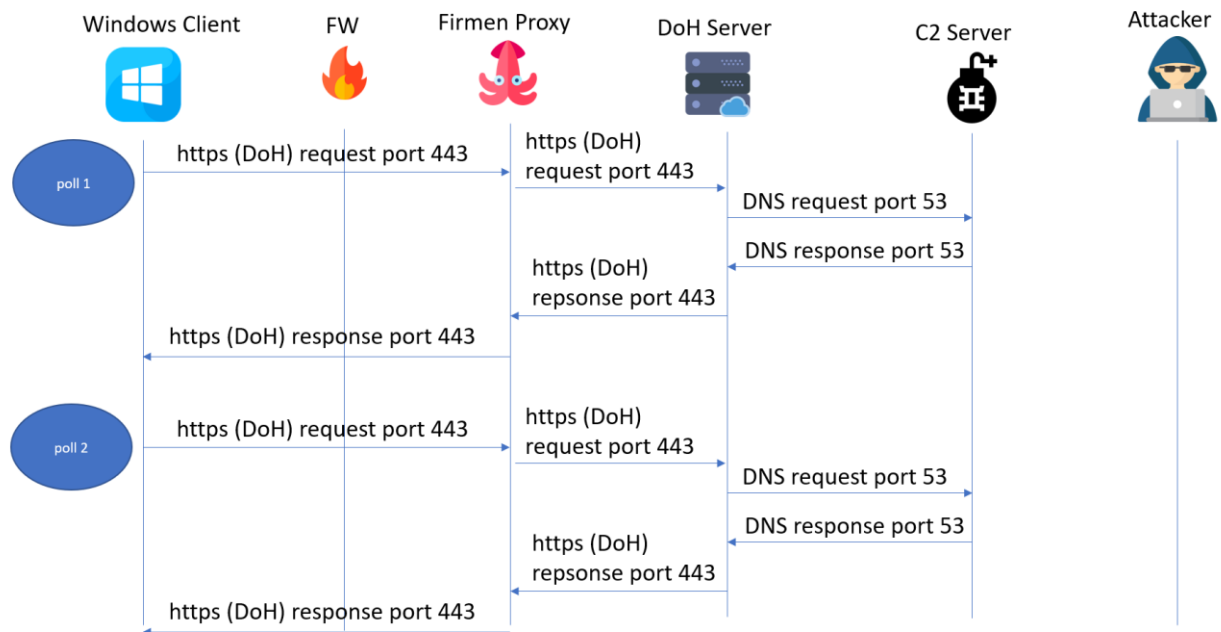 Windows Client
FW
Firmen Proxy
DoH Server
C2 Server
Attacker
poll 1
https (DoH) request port 443
https (DoH)
request port 443
DNS request port 53
DNS response port 53
https (DoH)
repsonse port 443
https (DoH) response port 443
poll 2
https (DoH) request port 443
https (DoH)
request port 443
DNS request port 53
DNS response port 53
https (DoH)
repsonse port 443
https (DoH) response port 443